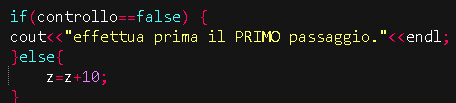 if(controllo==false) {
cout<<"effettua prima il PRIMO passaggio."<<endl;
}else{
    z=z+10;
}